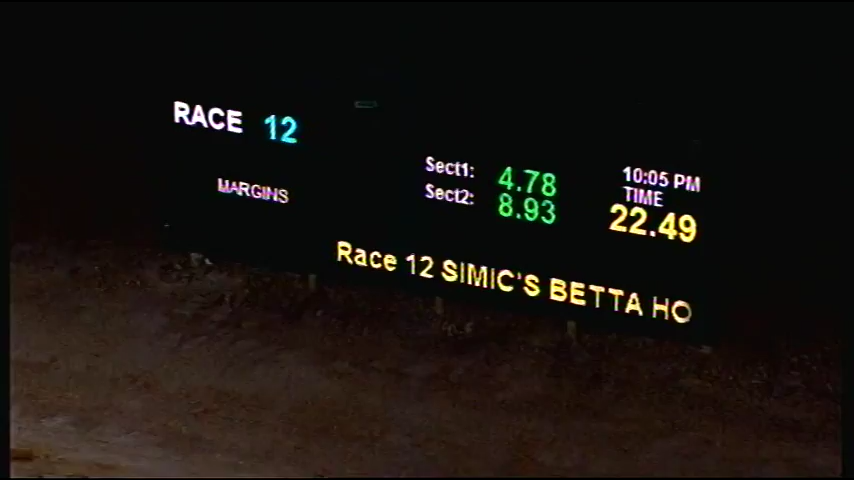 RACE 12
MARGINS
Sect1: 4.78
Sect2: 8.93
10:05 PM
TIME
22.49
Race 12 SIMIC'S BETTA HO